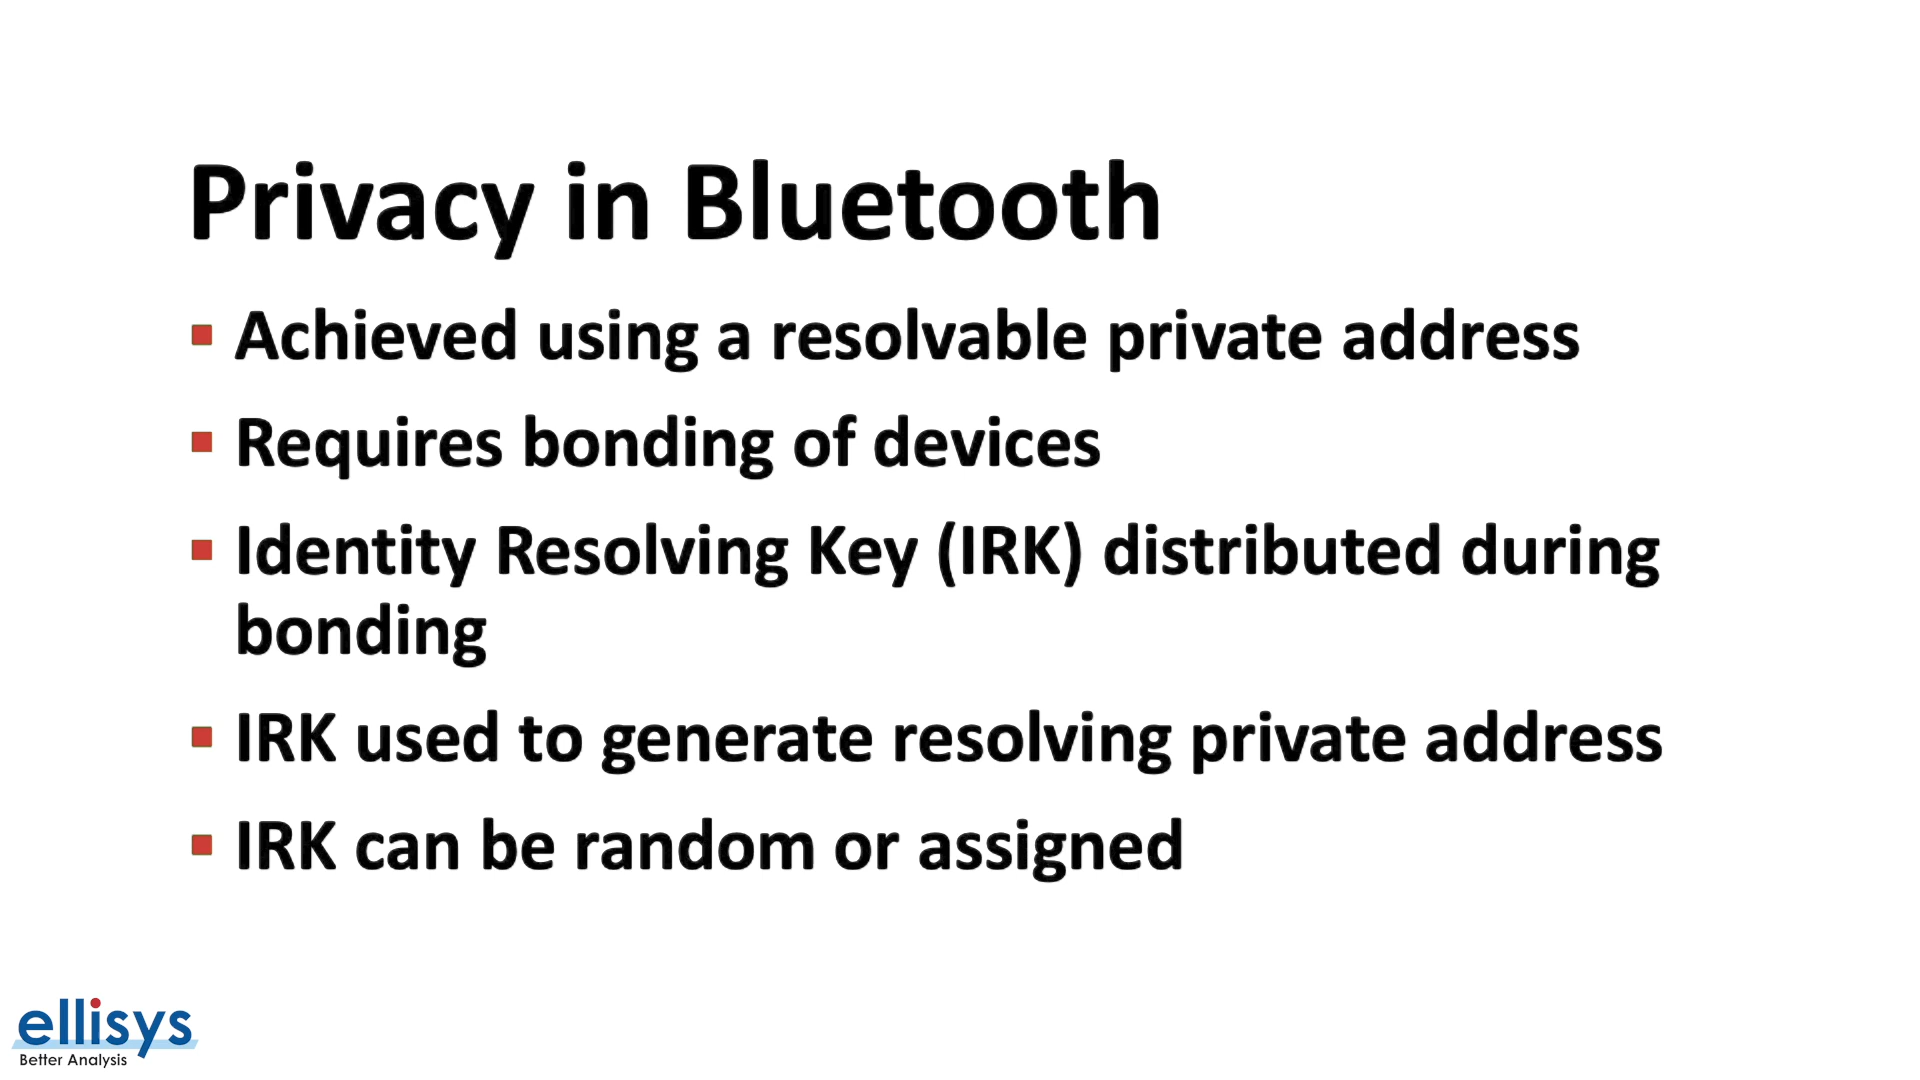 Privacy in Bluetooth
Achieved using a resolvable private address
Requires bonding of devices
Identity Resolving Key (IRK) distributed during
bonding
IRK used to generate resolving private address
IRK can be random or assigned
ellisys
Better Analysis